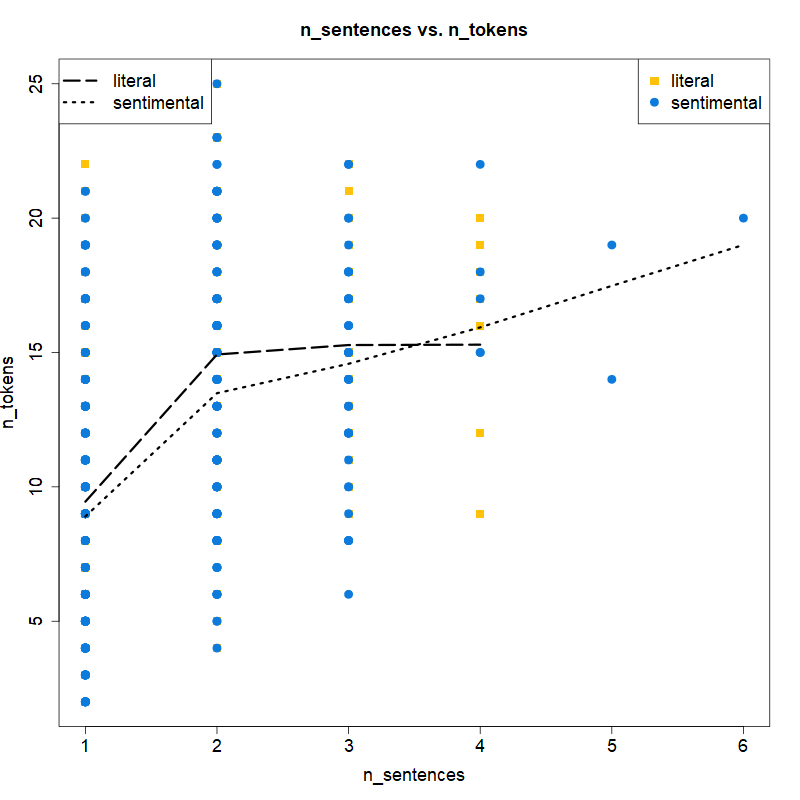 n_sentences vs. n_tokens
literal
sentimental
literal
sentimental
n_tokens
25
20
15
10
5
1 2 3 4 5 6
n_sentences